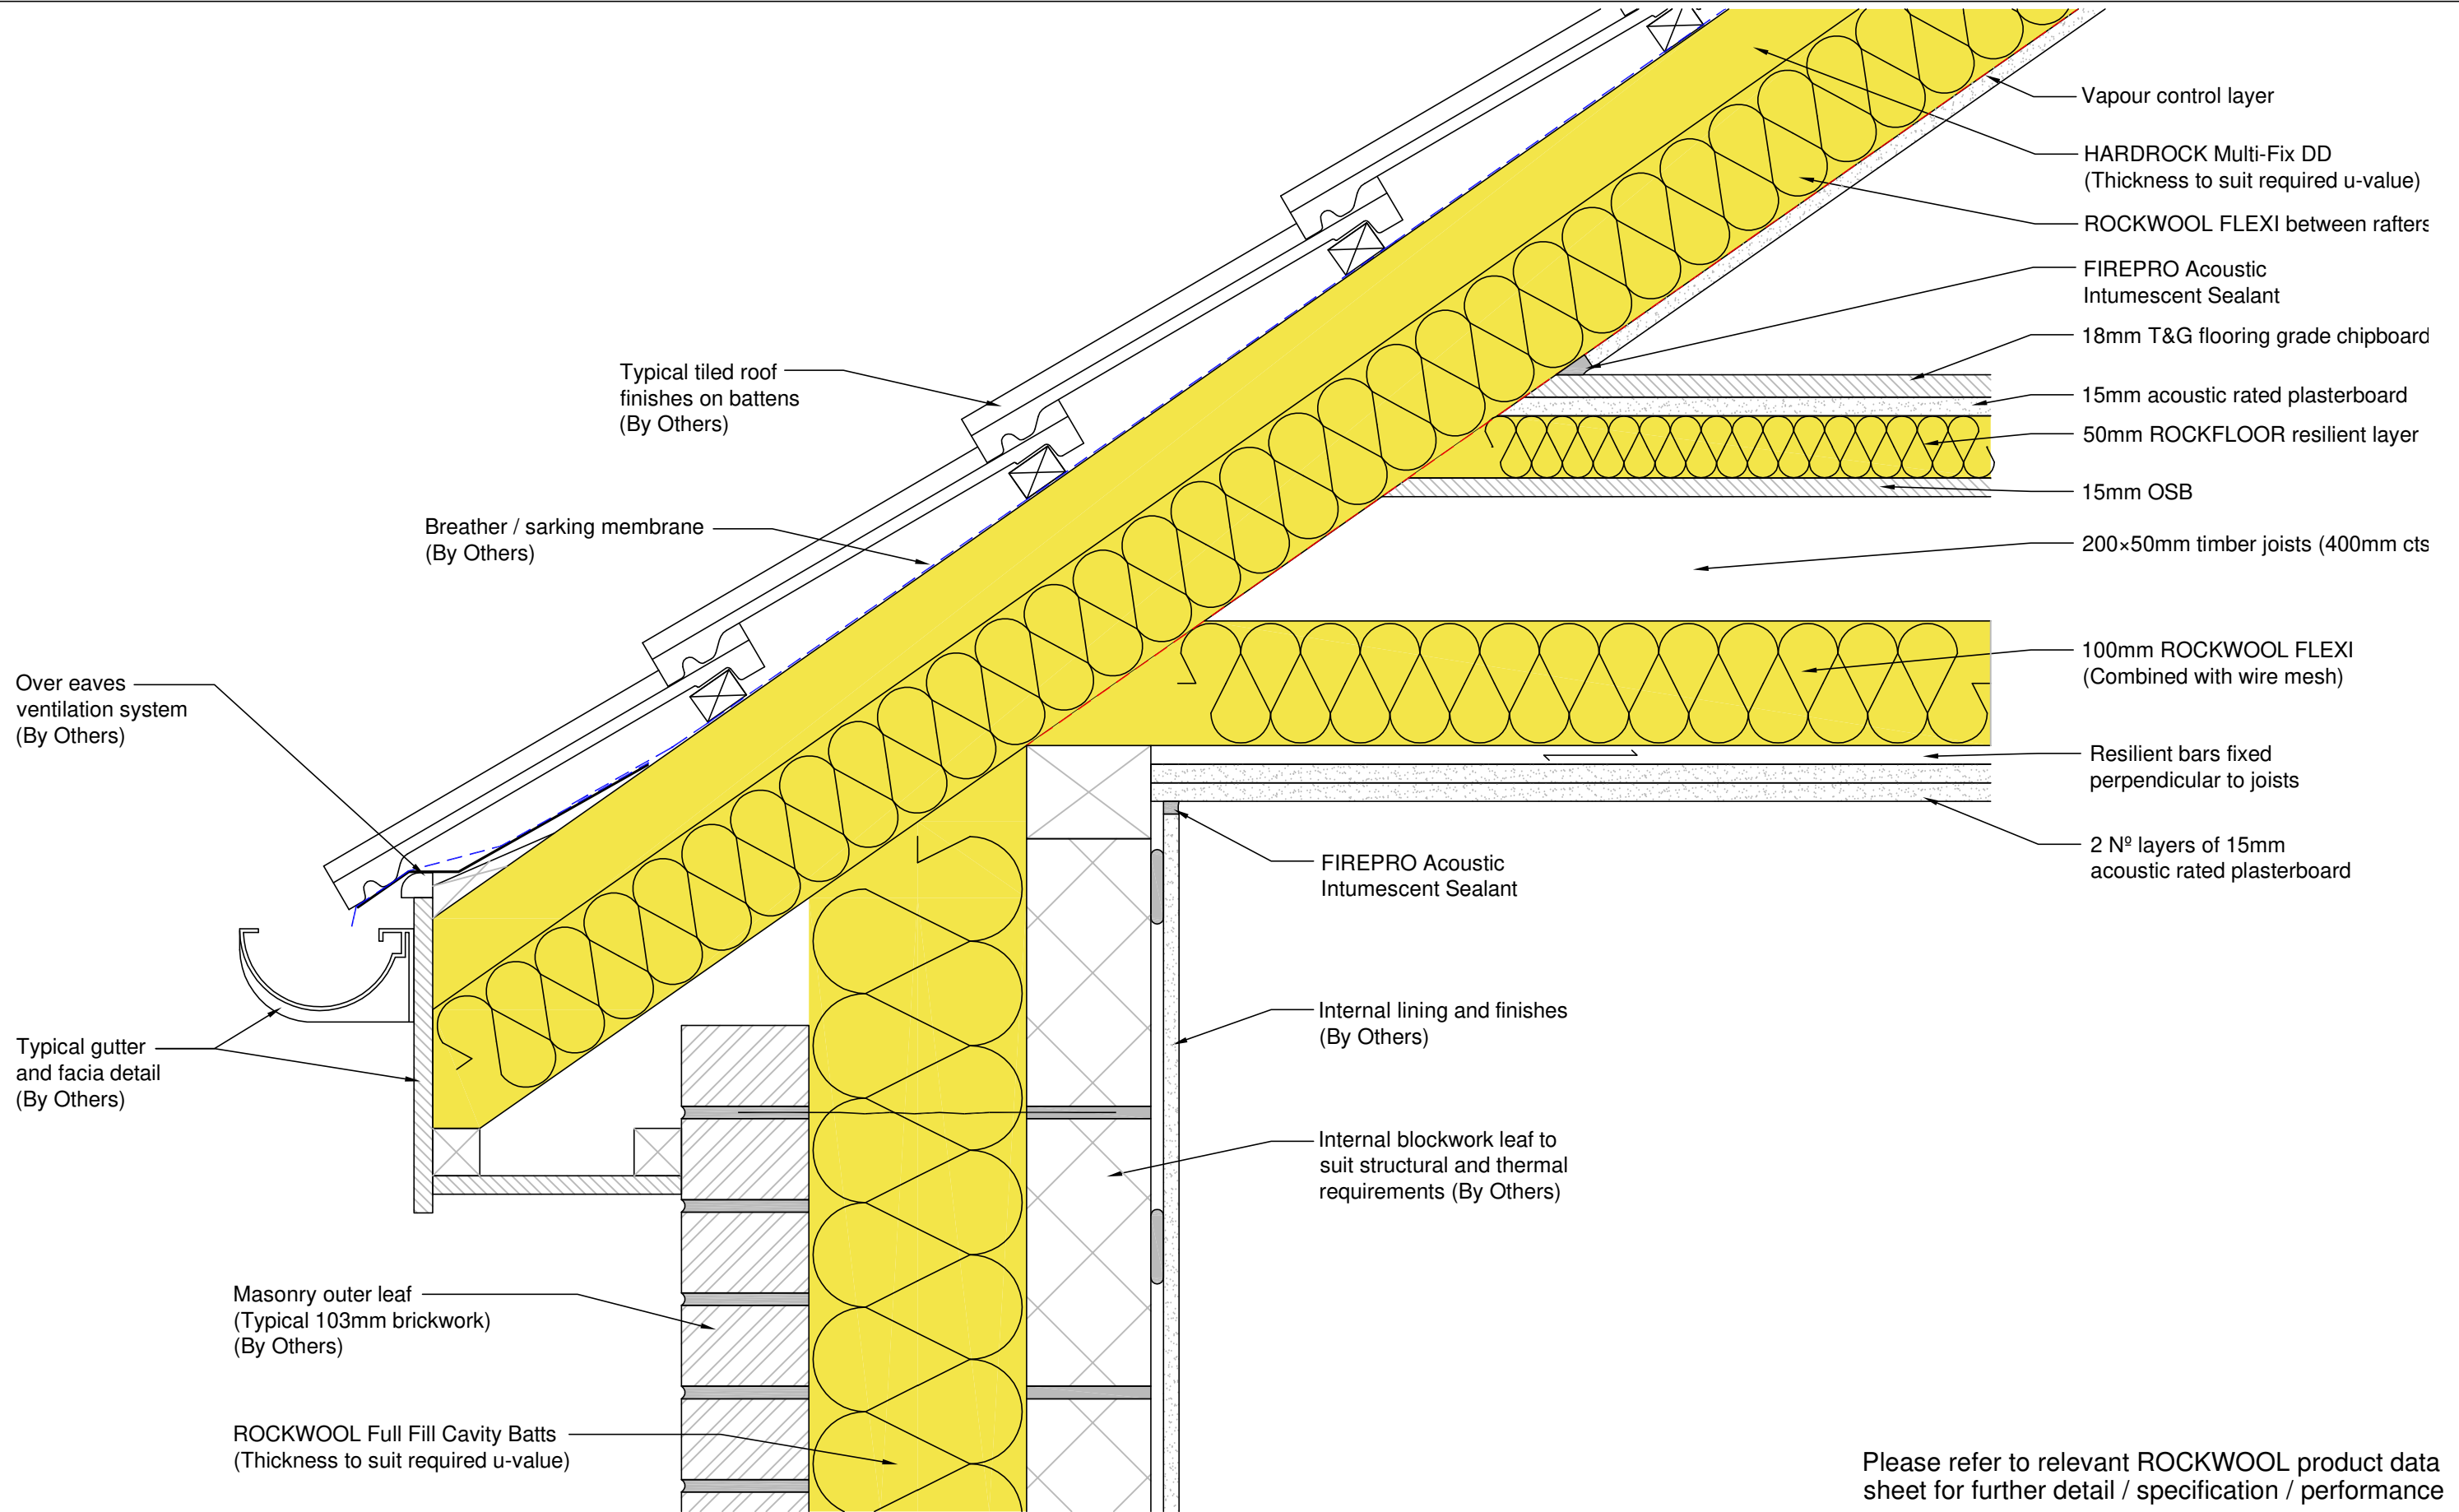 Vapour control layer
HARDROCK Multi-Fix DD
(Thickness to suit required u-value)
ROCKWOOL FLEXI between rafters
FIREPRO Acoustic
Intumescent Sealant
18mm T&G flooring grade chipboard
Typical tiled roof
finishes on battens
(By Others)
15mm acoustic rated plasterboard
50mm ROCKFLOOR resilient layer
15mm OSB
Breather / sarking membrane
(By Others)
200×50mm timber joists (400mm cts
100mm ROCKWOOL FLEXI
(Combined with wire mesh)
Over eaves
ventilation system
(By Others)
Resilient bars fixed
perpendicular to joists
2 Nº layers of 15mm
acoustic rated plasterboard
FIREPRO Acoustic
Intumescent Sealant
Internal lining and finishes
(By Others)
Typical gutter
and facia detail
(By Others)
Internal blockwork leaf to
suit structural and thermal
requirements (By Others)
Masonry outer leaf
(Typical 103mm brickwork)
(By Others)
ROCKWOOL Full Fill Cavity Batts
(Thickness to suit required u-value)
Please refer to relevant ROCKWOOL product data
sheet for further detail / specification / performance